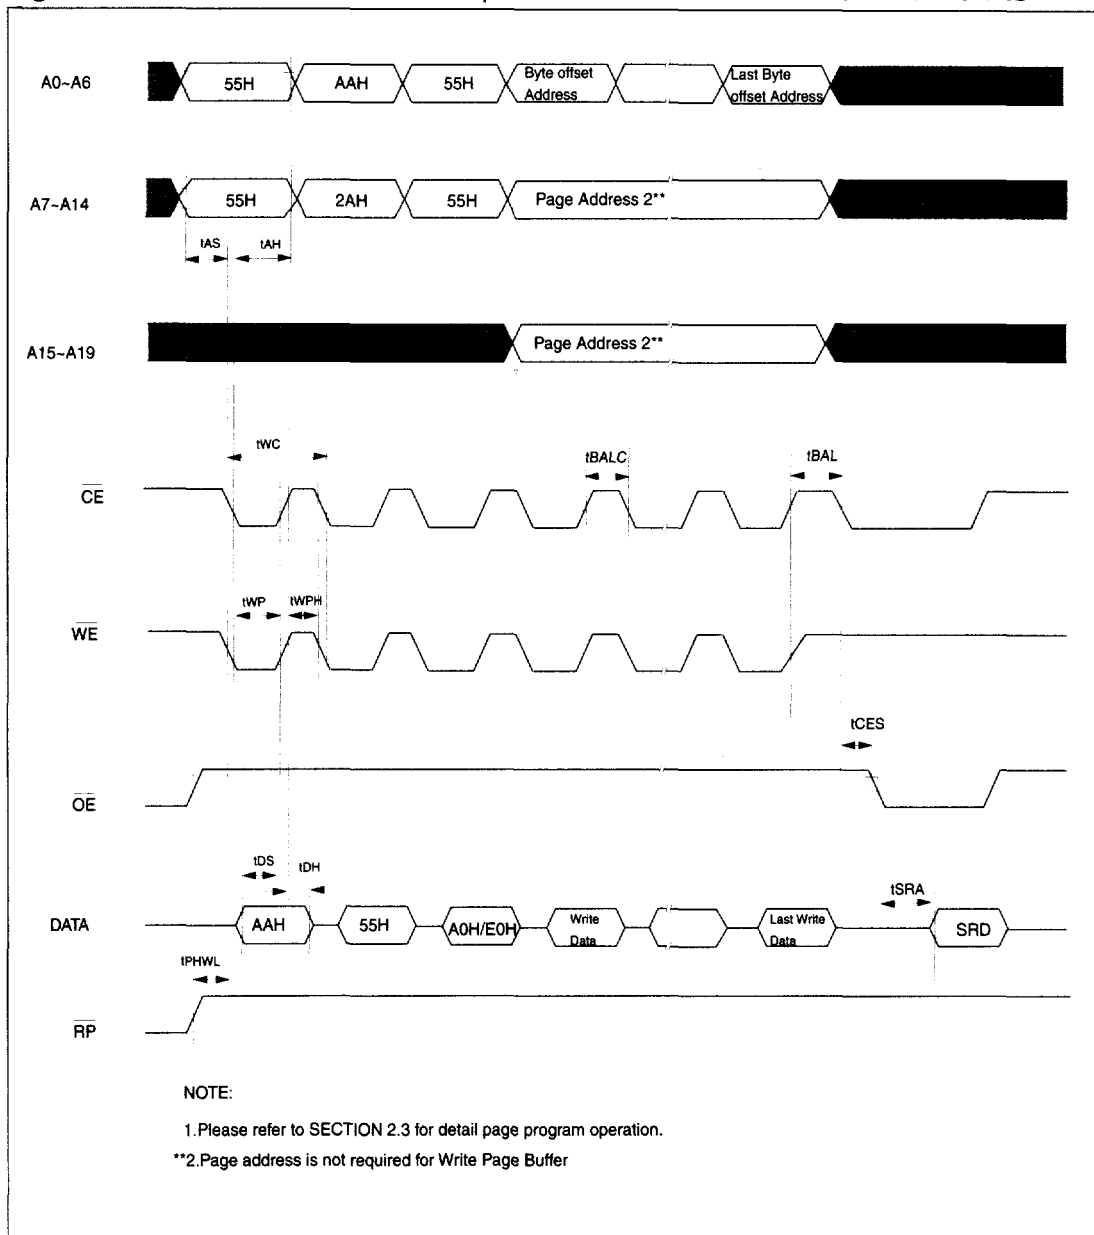 A0~A6
55H
AAH
55H
Byte offset
Address
Last Byte
offset Address
A7~A14
55H
2AH
55H
Page Address 2**
tAS
tAH
A15~A19
Page Address 2**
tWC
tBALC
tBAL
CE
tWP
tWPH
WE
tCES
OE
tDS
tDH
tSRA
DATA
AAH
55H
A0H/E0H
Write
Data
Last Write
Data
SRD
tPHWL
RP
NOTE:
1.Please refer to SECTION 2.3 for detail page program operation.
**2.Page address is not required for Write Page Buffer